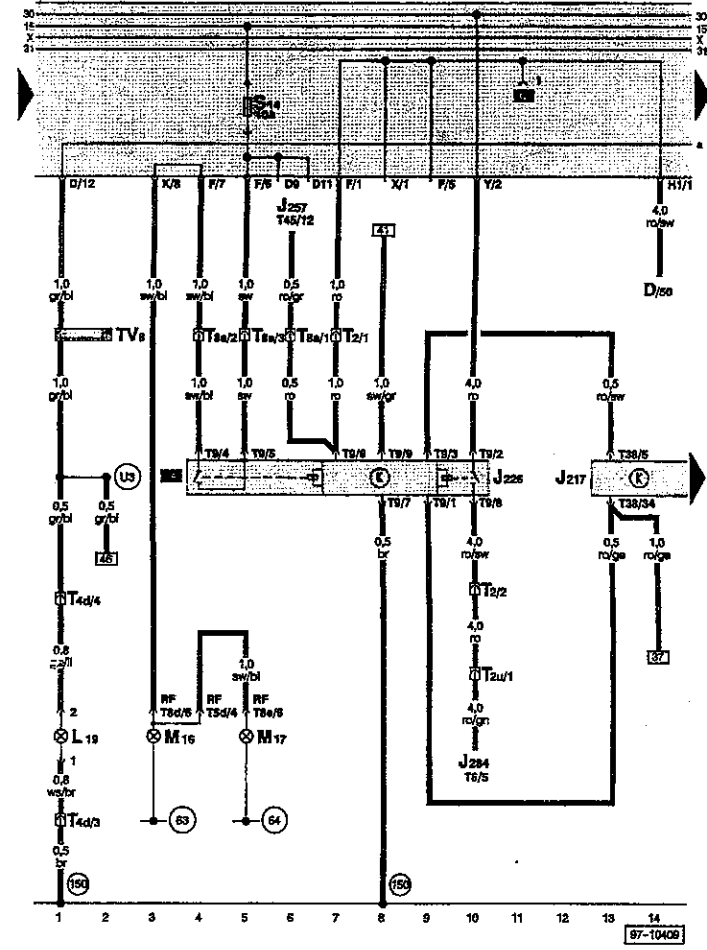 30 30
15 15
X X
31 31
1
S14
10A
a
D/12 K/8 F/7 F/6 D9 D11 F/1 X/1 F/5 Y/2 H1/1
J257
T45/12
41
4,0
ro/sw
D/50
1,0 1,0 1,0 1,0 0,5 1,0
gr/bl sw/bl sw/bl sw ro/gr ro
TV8 T8a/2 T8a/3 T8a/1 T2/1
1,0 1,0 1,0 0,5 1,0 1,0 4,0 0,5
gr/bl sw/bl sw ro ro sw/gr ro ro/sw
T9/4 T9/5 T9/6 T9/9 T9/3 T9/2 T38/5
U3 K J226 J217 K
T9/7 T9/1 T9/8 T38/34
0,5 0,5 0,5 4,0 0,5 1,0
gr/bl gr/bl br ro/sw ro/ge ro/ge
46
T4d/4 T2/2
4,0
ro
0,8
37
1,0
sw/bl
T2u/1
RF RF RF
2 T8d/6 T5d/4 T8e/6
4,0
ro/gn
L19 M16 M17
1
J284
T6/5
0,8
ws/br
T4d/3 63 64
0,5
br
150 150
1 2 3 4 5 6 7 8 9 10 11 12 13 14
97-10409